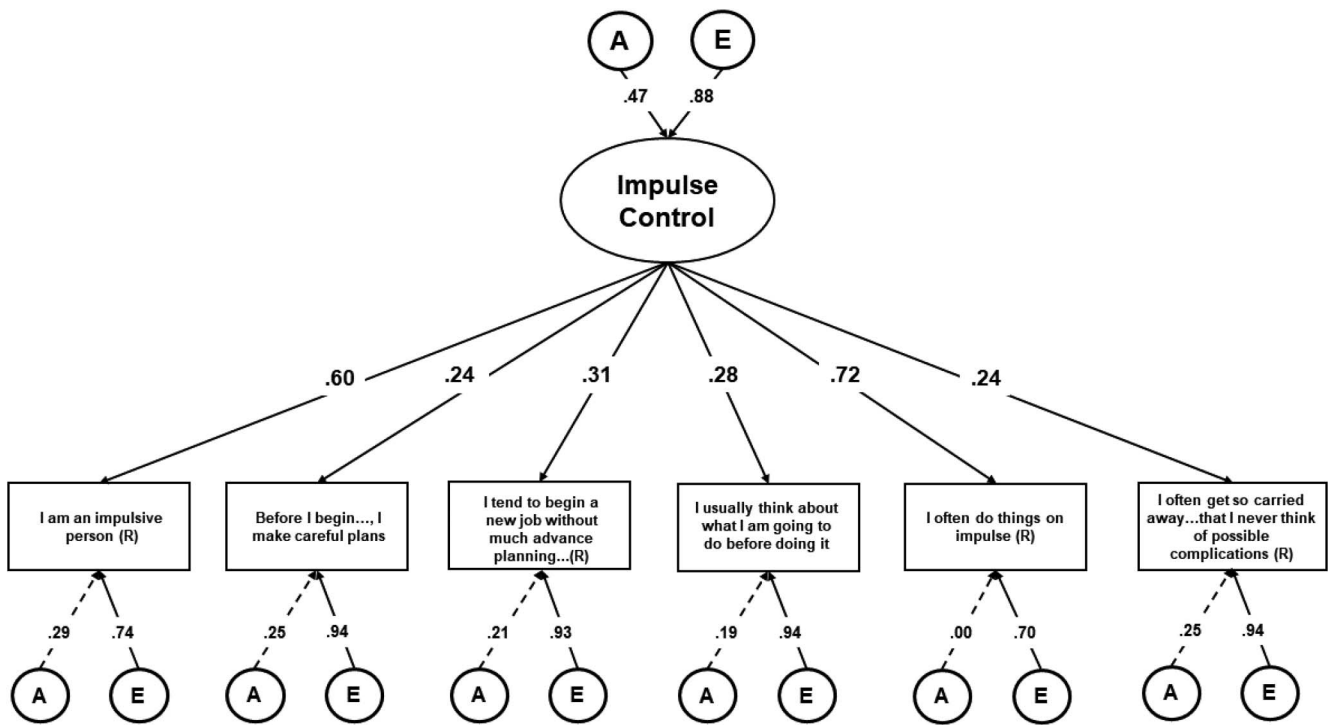 A E
.47 .88
Impulse
Control
.60 .24 .31 .28 .72 .24
I am an impulsive
person (R)
Before I begin…, I
make careful plans
I tend to begin a
new job without
much advance
planning…(R)
I usually think about
what I am going to
do before doing it
I often do things on
impulse (R)
I often get so carried
away…that I never think
of possible
complications (R)
.29 .74 .25 .94 .21 .93 .19 .94 .00 .70 .25 .94
A E A E A E A E A E A E